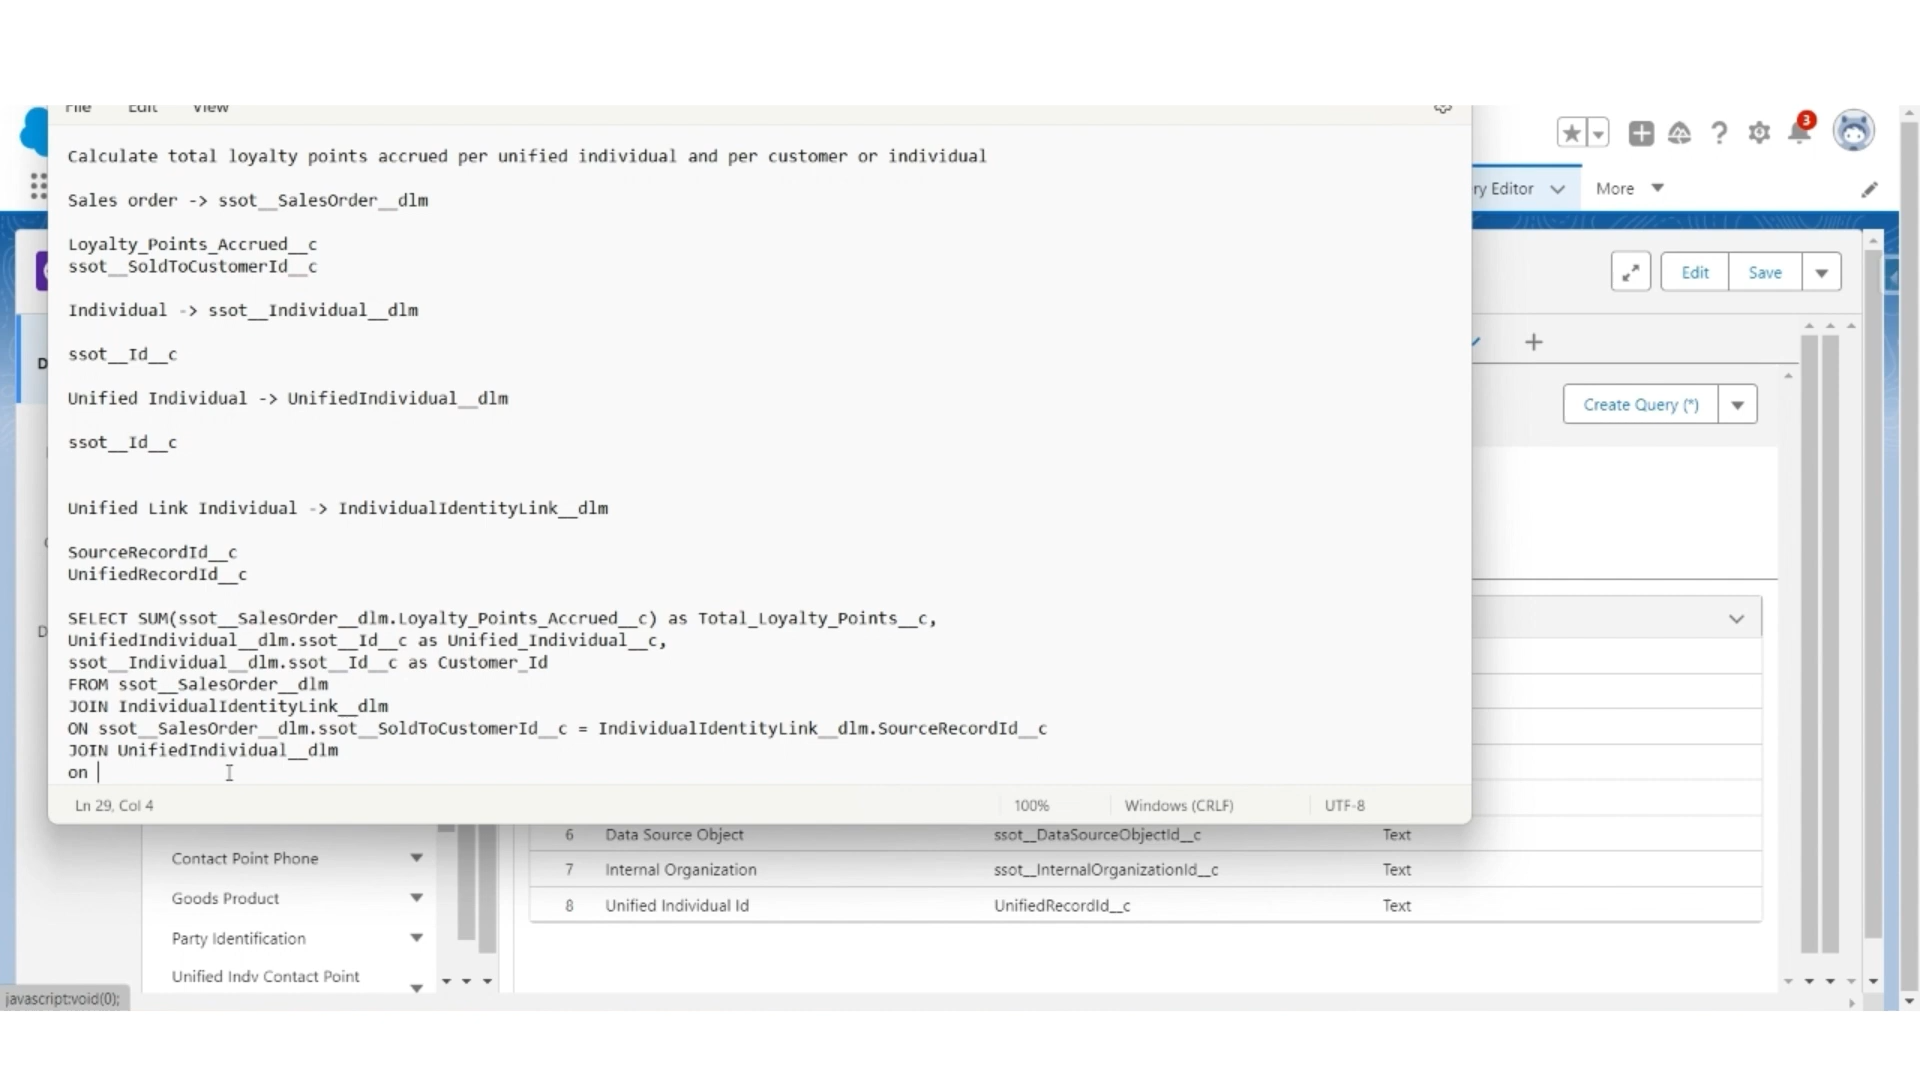 File Edit View
Calculate total loyalty points accrued per unified individual and per customer or individual
Sales order -> ssot__SalesOrder__dlm
Loyalty_Points_Accrued__c
ssot__SoldToCustomerId__c
Individual -> ssot__Individual__dlm
ssot__Id__c
Unified Individual -> UnifiedIndividual__dlm
ssot__Id__c
Unified Link Individual -> IndividualIdentityLink__dlm
SourceRecordId__c
UnifiedRecordId__c
SELECT SUM(ssot__SalesOrder__dlm.Loyalty_Points_Accrued__c) as Total_Loyalty_Points__c,
UnifiedIndividual__dlm.ssot__Id__c as Unified_Individual__c,
ssot__Individual__dlm.ssot__Id__c as Customer_Id
FROM ssot__SalesOrder__dlm
JOIN IndividualIdentityLink__dlm
ON ssot__SalesOrder__dlm.ssot__SoldToCustomerId__c = IndividualIdentityLink__dlm.SourceRecordId__c
JOIN UnifiedIndividual__dlm
on
Ln 29, Col 4 100% Windows (CRLF) UTF-8
3
ry Editor More
Edit Save
Create Query (*)
6 Data Source Object ssot__DataSourceObjectId__c Text
7 Internal Organization ssot__InternalOrganizationId__c Text
8 Unified Individual Id UnifiedRecordId__c Text
Contact Point Phone
Goods Product
Party Identification
Unified Indv Contact Point
javascript:void(0);